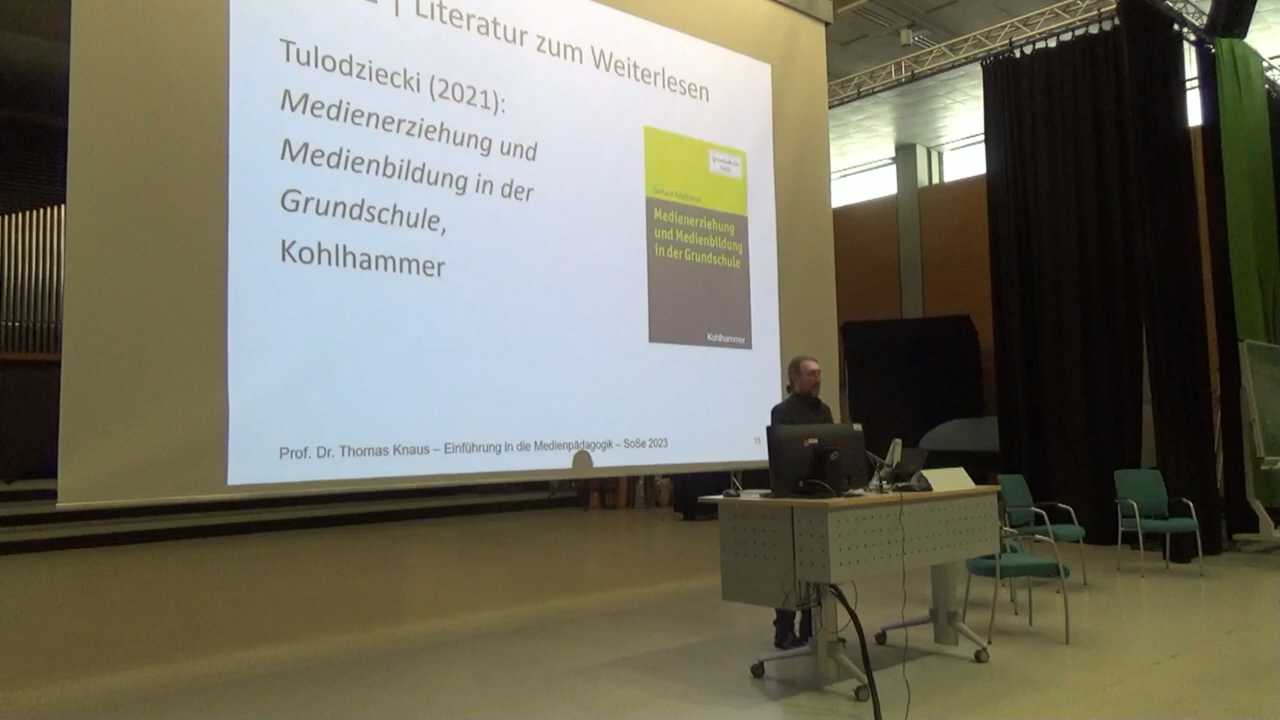 | Literatur zum Weiterlesen
Tulodziecki (2021):
Medienerziehung und
Medienbildung in der
Grundschule,
Kohlhammer
Medienerziehung
und Medienbildung
in der Grundschule
Kohlhammer
Prof. Dr. Thomas Knaus – Einführung in die Medienpädagogik – SoSe 2023